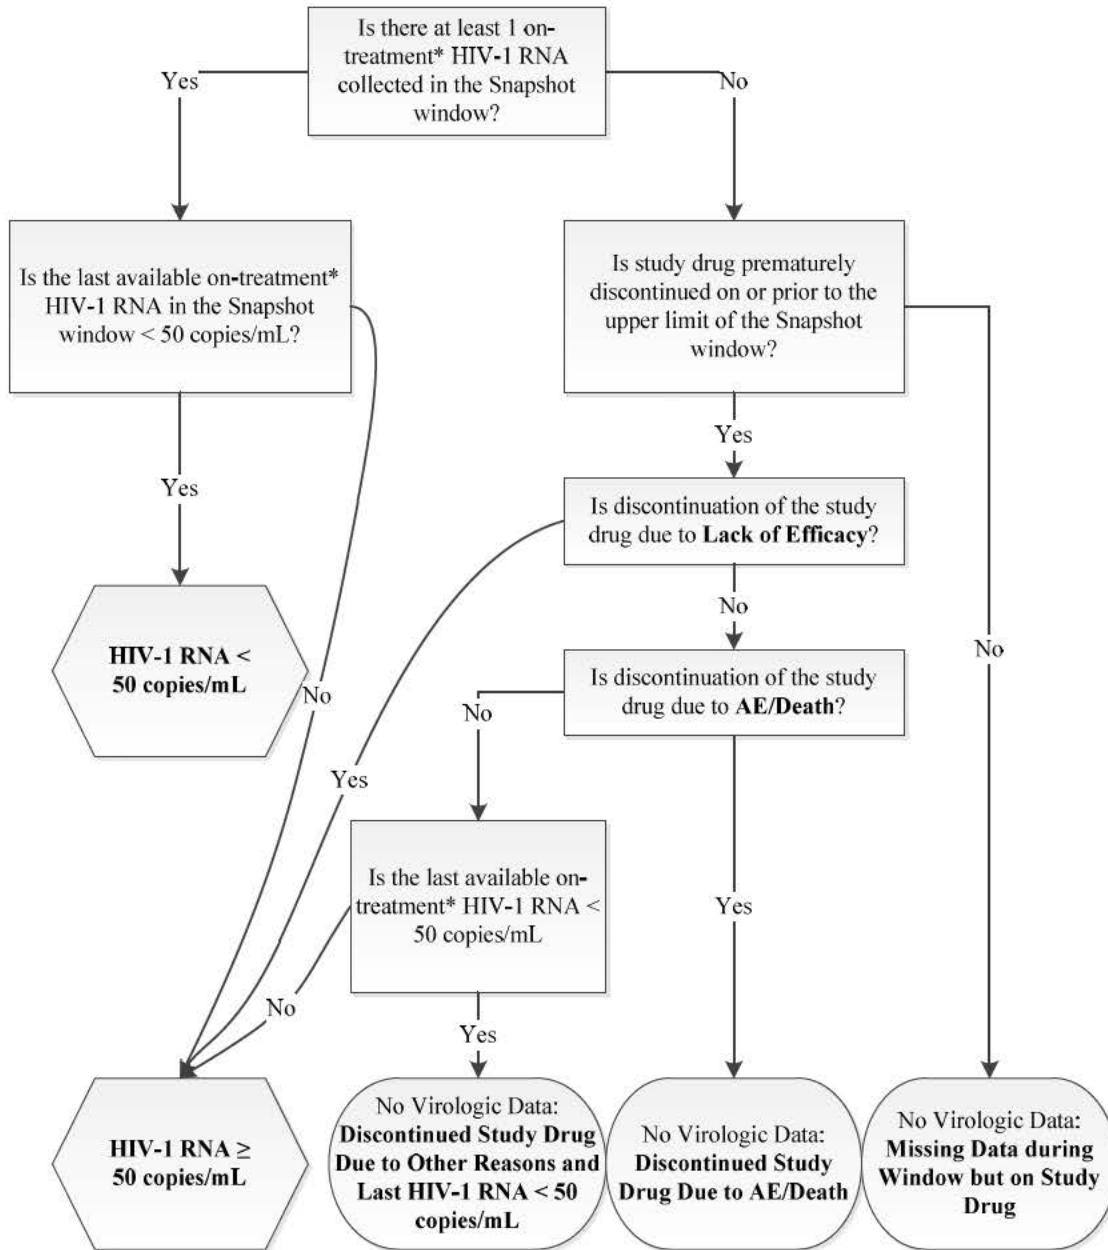 Is there at least 1 on-
treatment* HIV-1 RNA
collected in the Snapshot
window?
Yes
No
Is the last available on-treatment*
HIV-1 RNA in the Snapshot
window < 50 copies/mL?
Is study drug prematurely
discontinued on or prior to the
upper limit of the Snapshot
window?
Yes
Yes
Is discontinuation of the study
drug due to Lack of Efficacy?
No
HIV-1 RNA <
50 copies/mL
No
No
Is discontinuation of the study
drug due to AE/Death?
No
Yes
Is the last available on-
treatment* HIV-1 RNA <
50 copies/mL
Yes
No
Yes
HIV-1 RNA ≥
50 copies/mL
No Virologic Data:
Discontinued Study Drug
Due to Other Reasons and
Last HIV-1 RNA < 50
copies/mL
No Virologic Data:
Discontinued Study
Drug Due to AE/Death
No Virologic Data:
Missing Data during
Window but on Study
Drug